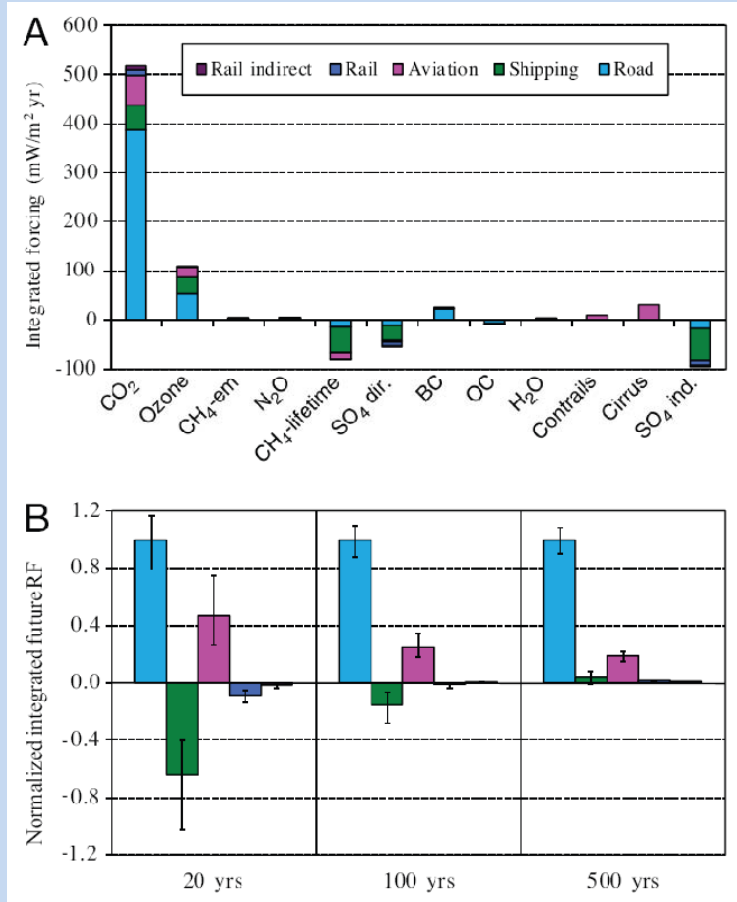 A
600
500
400
300
200
100
0
-100
Integrated forcing (mW/m² yr)
Rail indirect Rail Aviation Shipping Road
CO₂
Ozone
CH₄-em
N₂O
CH₄-lifetime
SO₄ dir.
BC
OC
H₂O
Contrails
Cirrus
SO₄ ind.
B
1.2
0.8
0.4
0.0
-0.4
-0.8
-1.2
Normalized integrated future RF
20 yrs 100 yrs 500 yrs